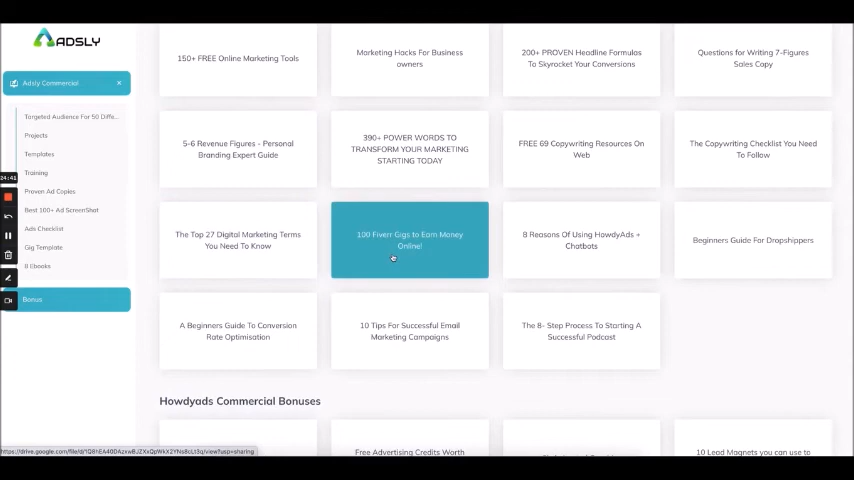 ADSLY
Adsly Commercial
Targeted Audience For 50 Diffe...
Projects
Templates
Training
Proven Ad Copies
Best 100+ Ad ScreenShot
Ads Checklist
Gig Template
8 Ebooks
Bonus
24:41
150+ FREE Online Marketing Tools
Marketing Hacks For Business
owners
200+ PROVEN Headline Formulas
To Skyrocket Your Conversions
Questions for Writing 7-Figures
Sales Copy
5-6 Revenue Figures - Personal
Branding Expert Guide
390+ POWER WORDS TO
TRANSFORM YOUR MARKETING
STARTING TODAY
FREE 69 Copywriting Resources On
Web
The Copywriting Checklist You Need
To Follow
The Top 27 Digital Marketing Terms
You Need To Know
100 Fiverr Gigs to Earn Money
Online!
8 Reasons Of Using HowdyAds +
Chatbots
Beginners Guide For Dropshippers
A Beginners Guide To Conversion
Rate Optimisation
10 Tips For Successful Email
Marketing Campaigns
The 8- Step Process To Starting A
Successful Podcast
Howdyads Commercial Bonuses
Free Advertising Credits Worth
10 Lead Magnets you can use to